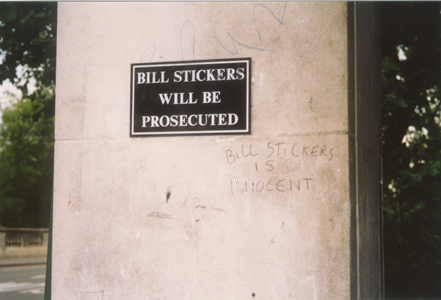 BILL STICKERS
WILL BE
PROSECUTED
BILL STICKERS
IS
INNOCENT